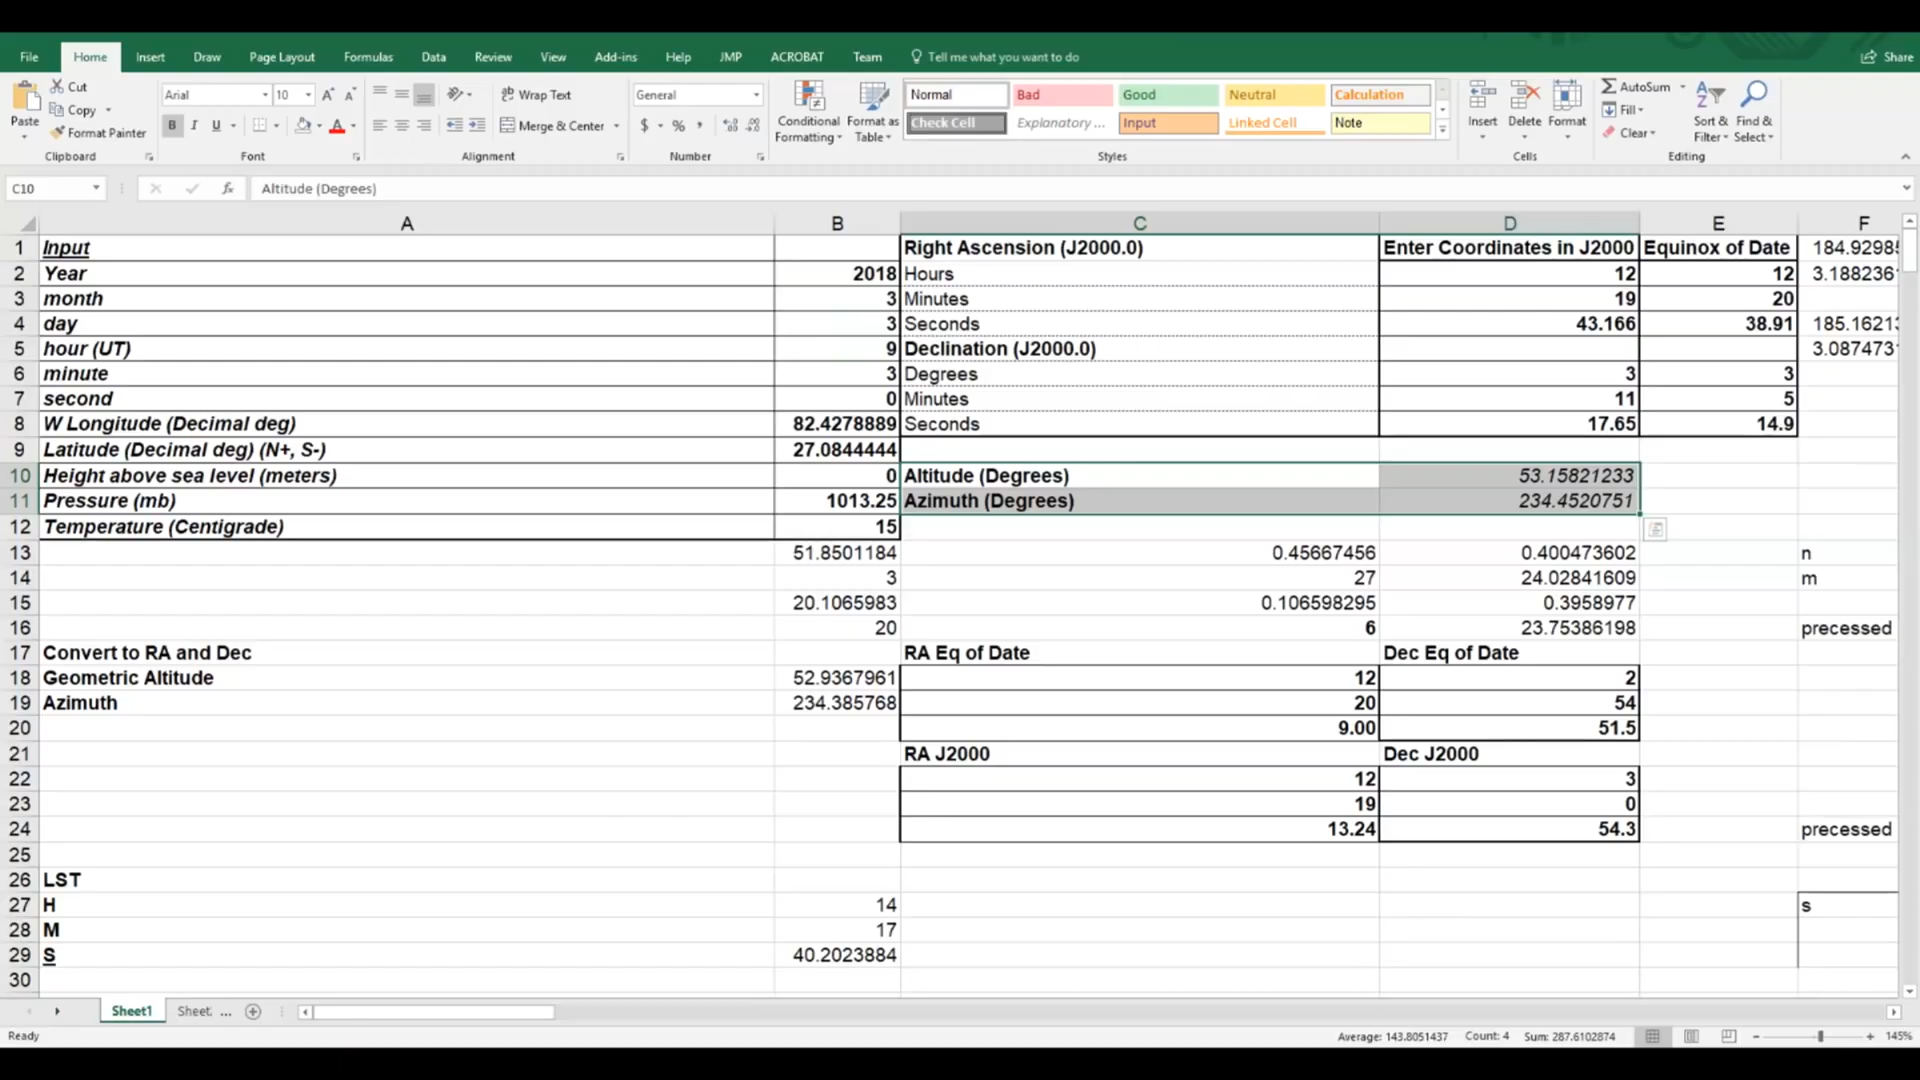 File Home Insert Draw Page Layout Formulas Data Review View Add-ins Help JMP ACROBAT Team Tell me what you want to do Share
Paste Cut Copy Format Painter Clipboard
Arial 10 B I U Font
Wrap Text Merge & Center Alignment
General $ % Number
Conditional Formatting Format as Table
Normal Bad Good Neutral Calculation
Check Cell Explanatory ... Input Linked Cell Note
Styles
Insert Delete Format Cells
AutoSum Fill Clear Sort & Filter Find & Select Editing
C10 fx Altitude (Degrees)
A B C D E F
1 Input Right Ascension (J2000.0) Enter Coordinates in J2000 Equinox of Date 184.9298
2 Year 2018 Hours 12 12 3.188236
3 month 3 Minutes 19 20
4 day 3 Seconds 43.166 38.91 185.1621
5 hour (UT) 9 Declination (J2000.0) 3.087473
6 minute 3 Degrees 3 3
7 second 0 Minutes 11 5
8 W Longitude (Decimal deg) 82.4278889 Seconds 17.65 14.9
9 Latitude (Decimal deg) (N+, S-) 27.0844444
10 Height above sea level (meters) 0 Altitude (Degrees) 53.15821233
11 Pressure (mb) 1013.25 Azimuth (Degrees) 234.4520751
12 Temperature (Centigrade) 15
13 51.8501184 0.45667456 0.400473602 n
14 3 27 24.02841609 m
15 20.1065983 0.106598295 0.3958977
16 20 6 23.75386198 precessed
17 Convert to RA and Dec RA Eq of Date Dec Eq of Date
18 Geometric Altitude 52.9367961 12 2
19 Azimuth 234.385768 20 54
20 9.00 51.5
21 RA J2000 Dec J2000
22 12 3
23 19 0
24 13.24 54.3 precessed
25
26 LST
27 H 14 s
28 M 17
29 S 40.2023884
30
Sheet1 Sheet ...
Ready Average: 143.8051437 Count: 4 Sum: 287.6102874 145%